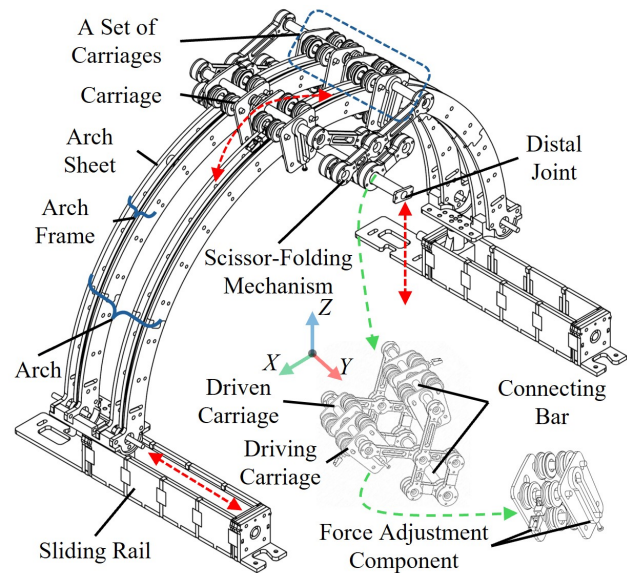 A Set of
Carriages
Carriage
Arch
Sheet
Arch
Frame
Distal
Joint
Scissor-Folding
Mechanism
Arch
Z
X
Y
Driven
Carriage
Driving
Carriage
Connecting
Bar
Sliding Rail
Force Adjustment
Component